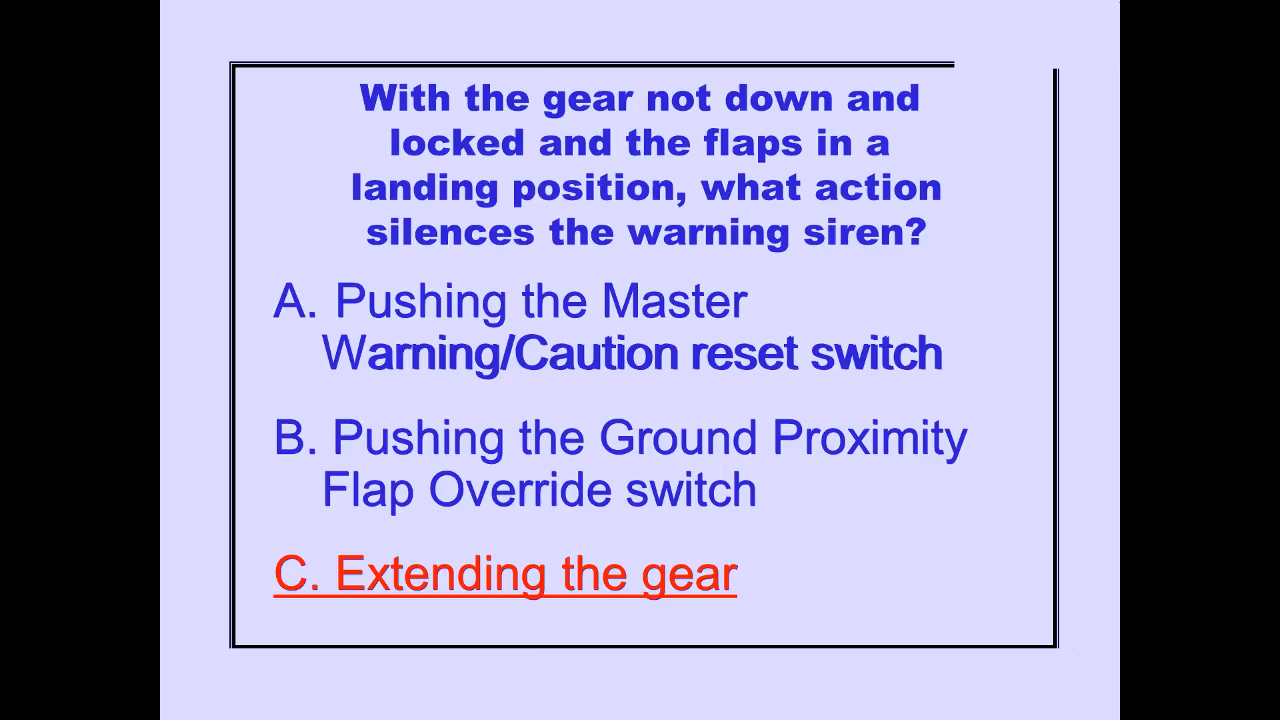 With the gear not down and
locked and the flaps in a
landing position, what action
silences the warning siren?
A. Pushing the Master
Warning/Caution reset switch
B. Pushing the Ground Proximity
Flap Override switch
C. Extending the gear